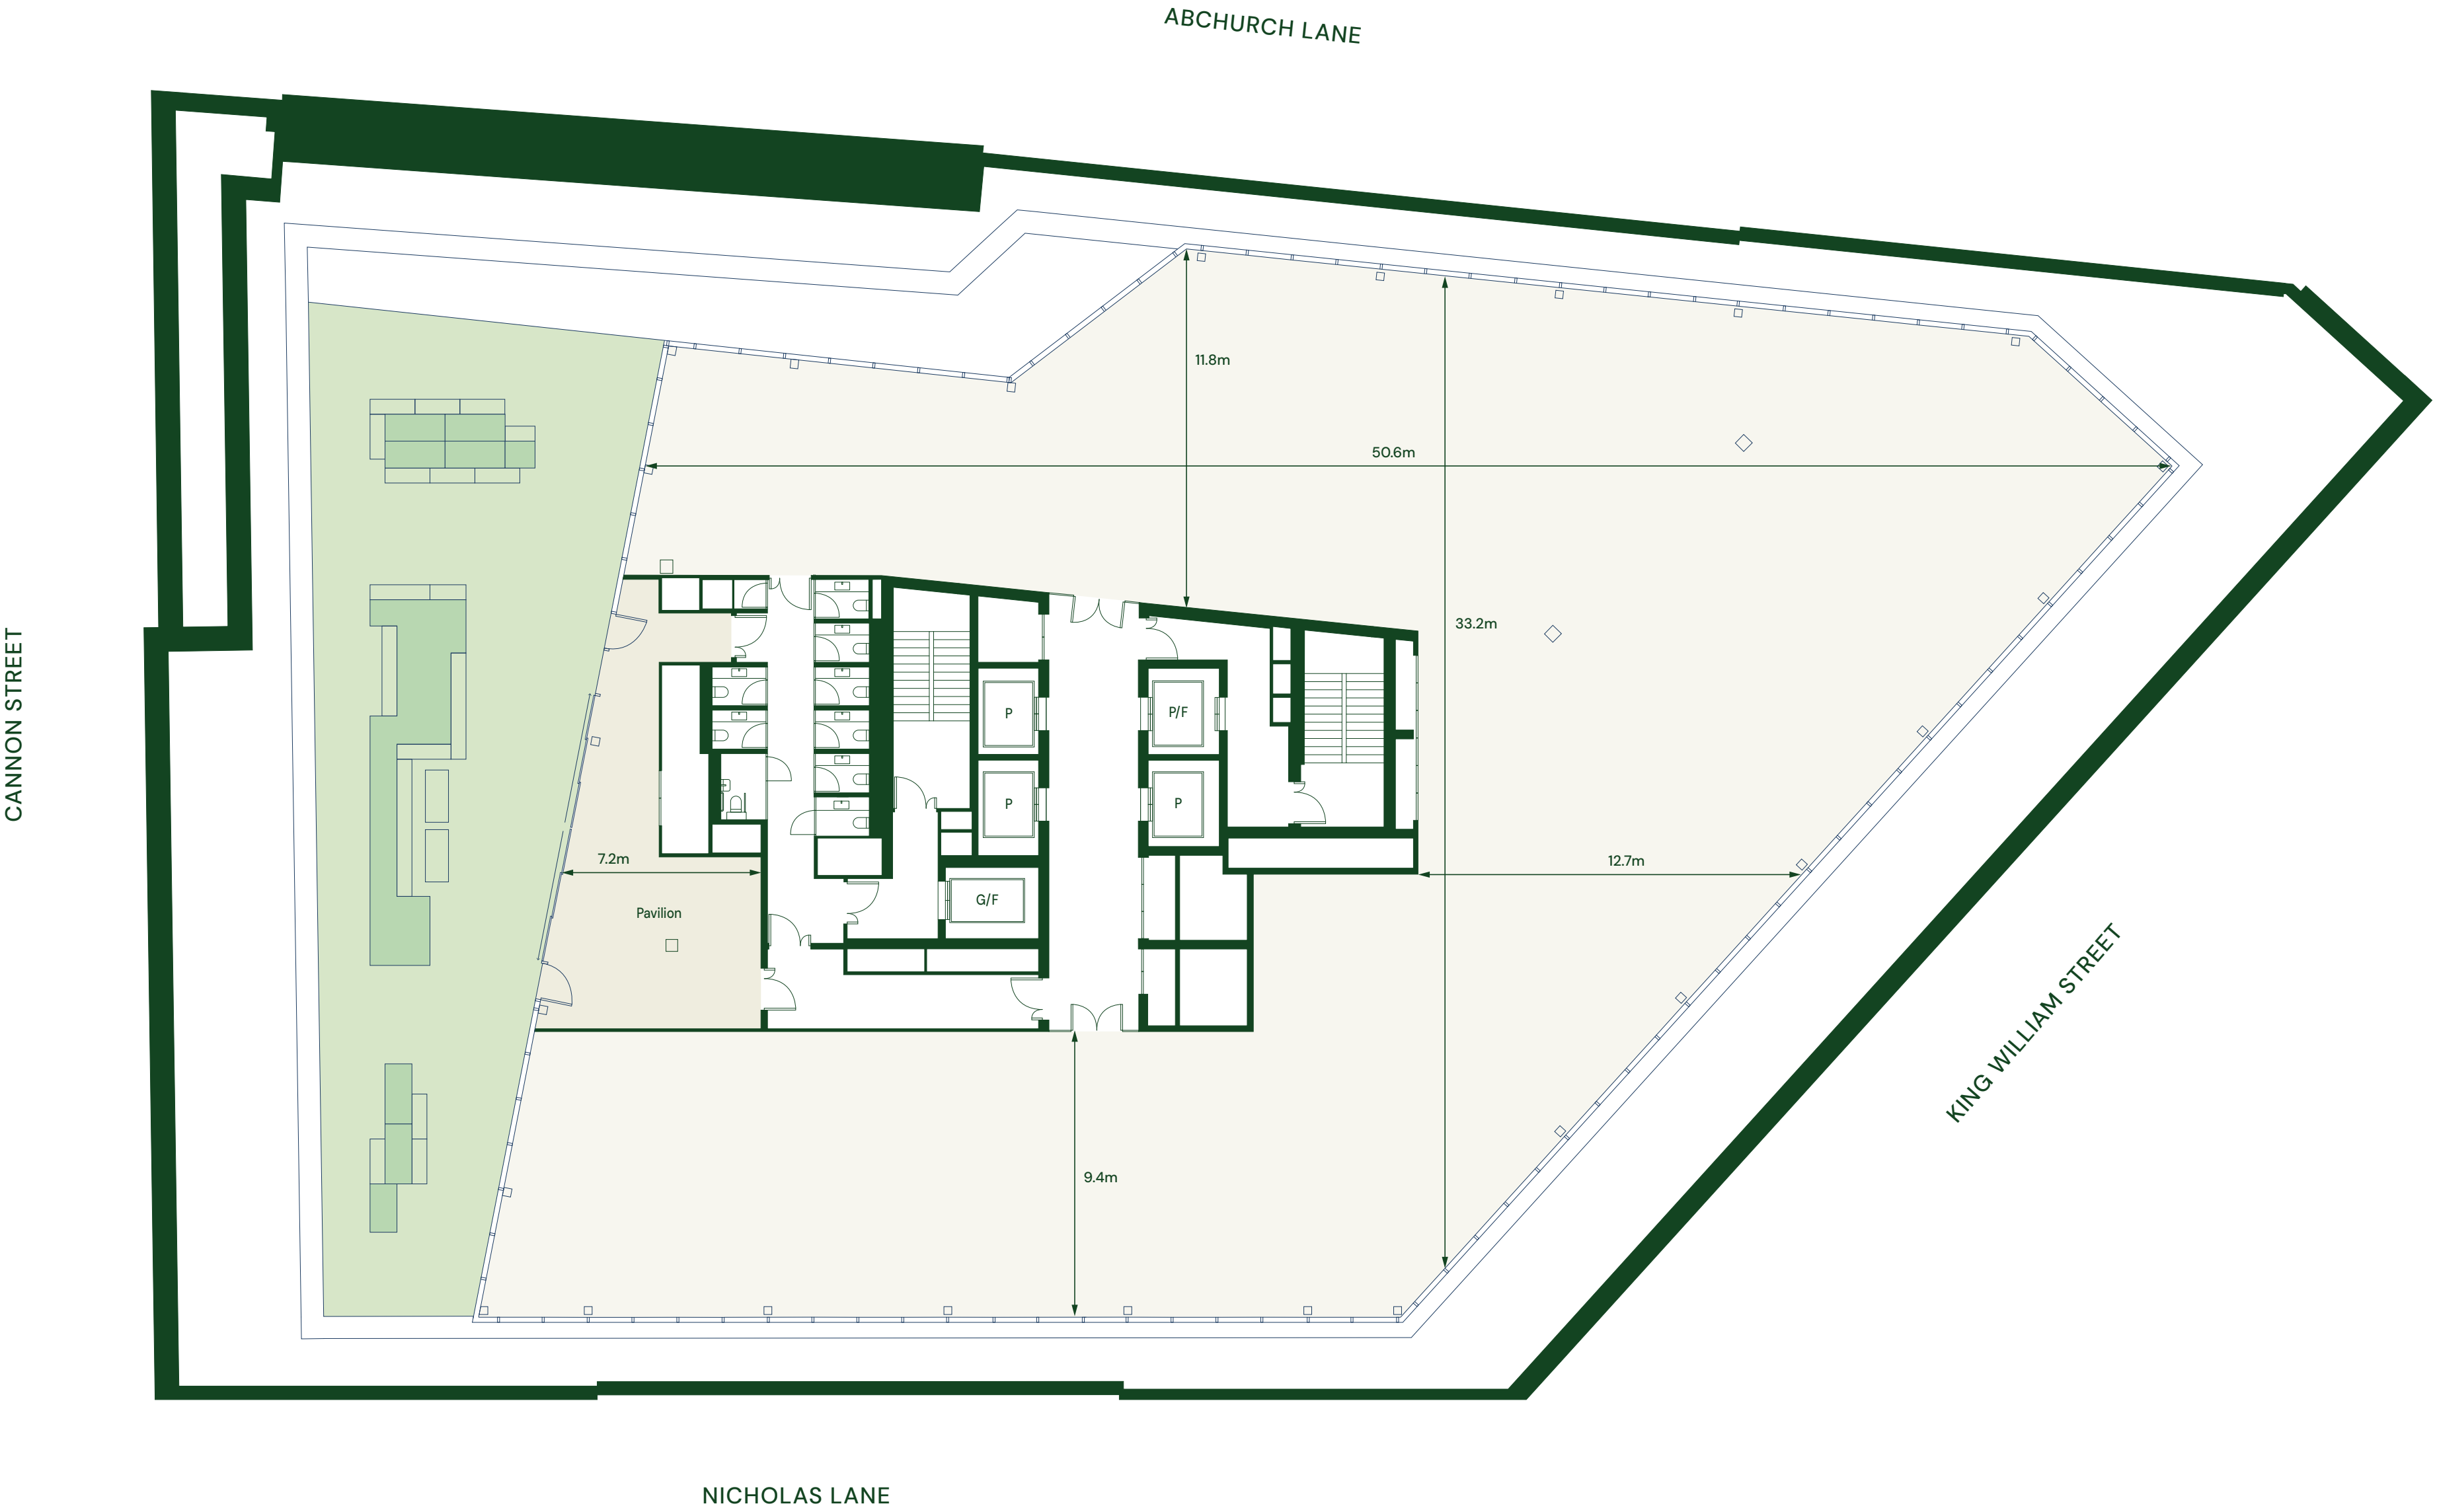 ABCHURCH LANE
11.8m
50.6m
33.2m
CANNON STREET
P
P/F
P
P
7.2m
12.7m
G/F
Pavilion
KING WILLIAM STREET
9.4m
NICHOLAS LANE